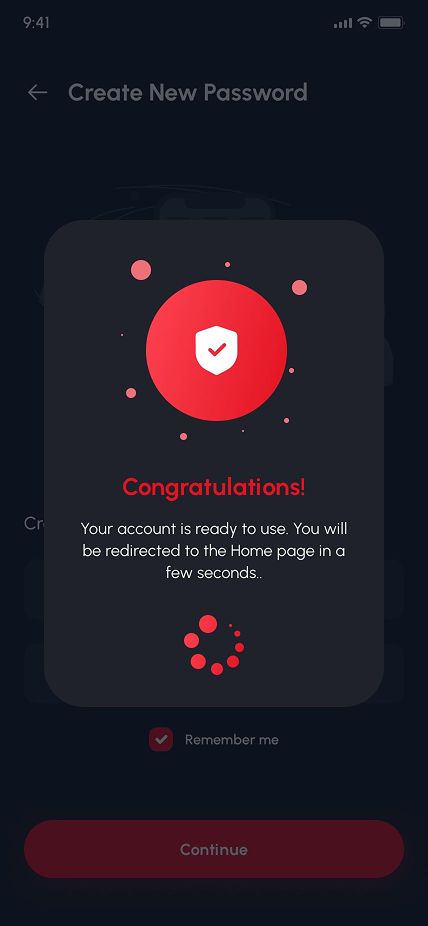 9:41
Create New Password
Congratulations!
Your account is ready to use. You will
be redirected to the Home page in a
few seconds..
Remember me
Continue